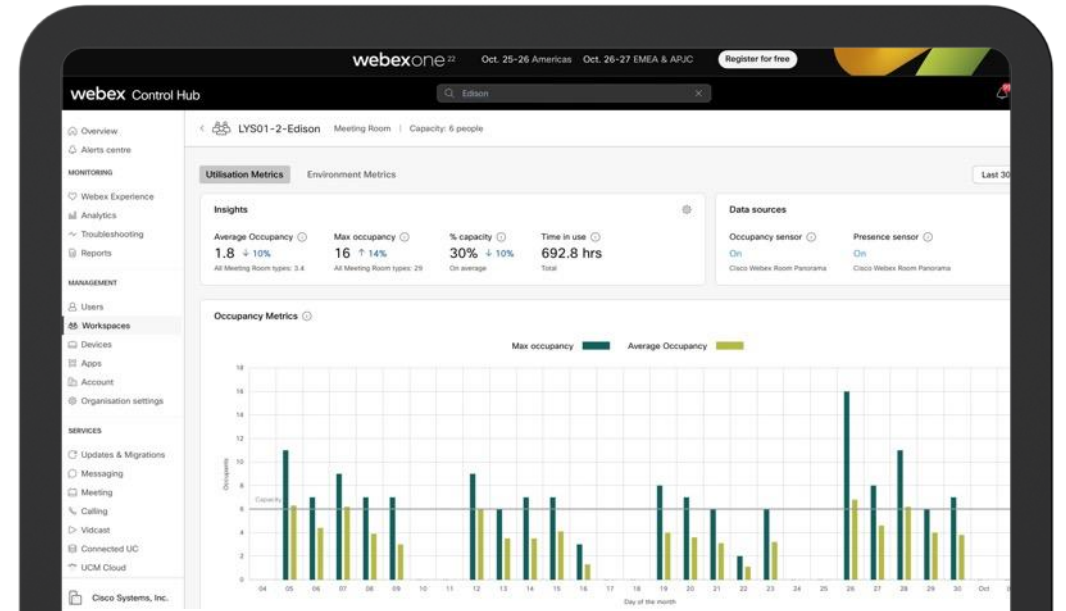 webexone 22 Oct. 25-26 Americas Oct. 26-27 EMEA & APJC Register for free
webex Control Hub
Edison
Overview
Alerts centre
MONITORING
Webex Experience
Analytics
Troubleshooting
Reports
MANAGEMENT
Users
Workspaces
Devices
Apps
Account
Organisation settings
SERVICES
Updates & Migrations
Messaging
Meeting
Calling
Vidcast
Connected UC
UCM Cloud
Cisco Systems, Inc.
LYS01-2-Edison Meeting Room | Capacity: 6 people
Utilisation Metrics Environment Metrics Last 30
Insights
Average Occupancy Max occupancy % capacity Time in use
1.8 ↓ 10% 16 ↑ 14% 30% ↓ 10% 692.8 hrs
All Meeting Room types: 3.4 All Meeting Room types: 29 On average Total
Data sources
Occupancy sensor Presence sensor
On On
Cisco Webex Room Panorama Cisco Webex Room Panorama
Occupancy Metrics
Max occupancy Average Occupancy
18
16
14
12
10
8
6
4
2
0
Occupants
Capacity
04 05 06 07 08 09 10 11 12 13 14 15 16 17 18 19 20 21 22 23 24 25 26 27 28 29 30 Oct
Day of the month